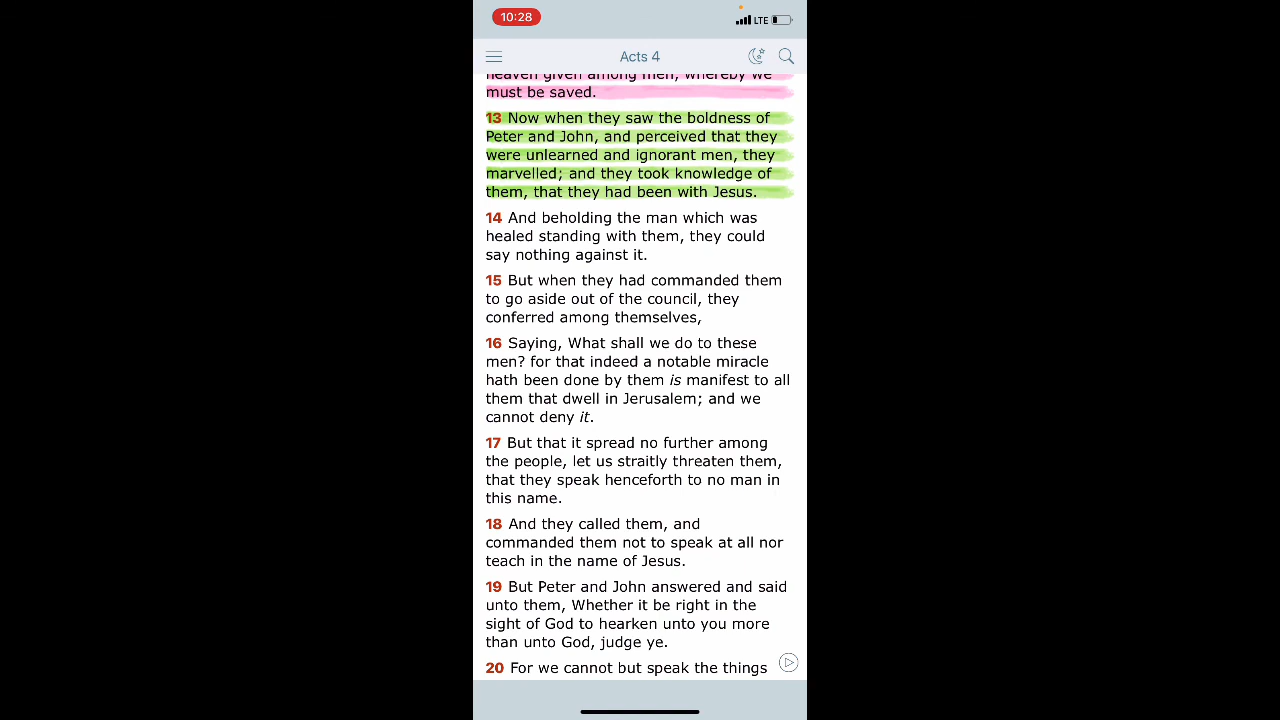 10:28
LTE
Acts 4
heaven given among men, whereby we
must be saved.
13 Now when they saw the boldness of
Peter and John, and perceived that they
were unlearned and ignorant men, they
marvelled; and they took knowledge of
them, that they had been with Jesus.
14 And beholding the man which was
healed standing with them, they could
say nothing against it.
15 But when they had commanded them
to go aside out of the council, they
conferred among themselves,
16 Saying, What shall we do to these
men? for that indeed a notable miracle
hath been done by them is manifest to all
them that dwell in Jerusalem; and we
cannot deny it.
17 But that it spread no further among
the people, let us straitly threaten them,
that they speak henceforth to no man in
this name.
18 And they called them, and
commanded them not to speak at all nor
teach in the name of Jesus.
19 But Peter and John answered and said
unto them, Whether it be right in the
sight of God to hearken unto you more
than unto God, judge ye.
20 For we cannot but speak the things